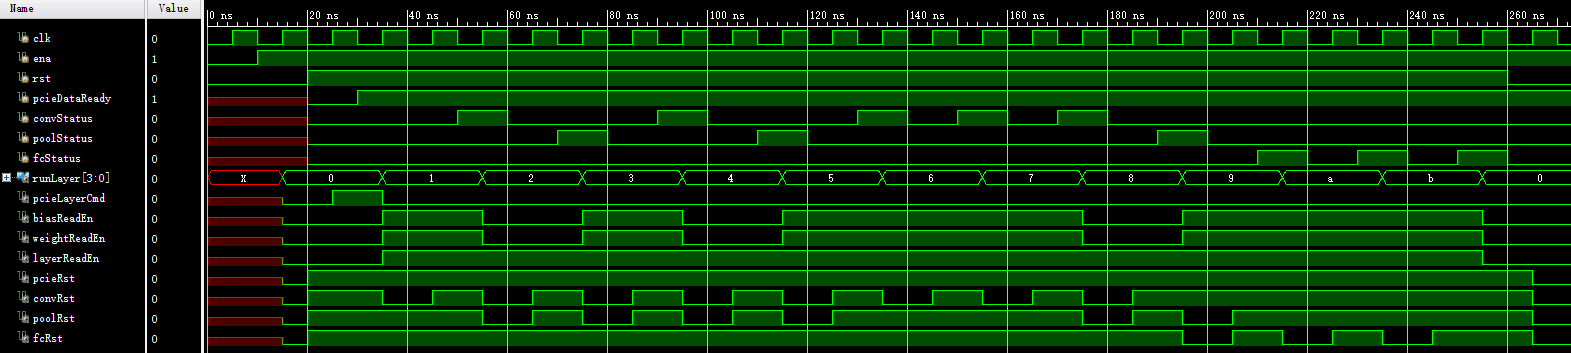 Name Value
0 ns 20 ns 40 ns 60 ns 80 ns 100 ns 120 ns 140 ns 160 ns 180 ns 200 ns 220 ns 240 ns 260 ns
clk 0
ena 1
rst 0
pcieDataReady 1
convStatus 0
poolStatus 0
fcStatus 0
runLayer[3:0] 0 X 0 1 2 3 4 5 6 7 8 9 a b 0
pcieLayerCmd 0
biasReadEn 0
weightReadEn 0
layerReadEn 0
pcieRst 0
convRst 0
poolRst 0
fcRst 0